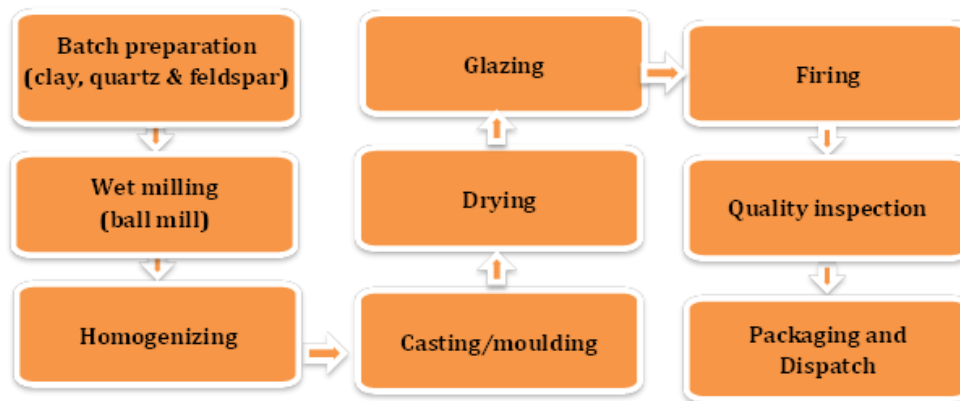 Batch preparation
(clay, quartz & feldspar)
Wet milling
(ball mill)
Homogenizing
Casting/moulding
Drying
Glazing
Firing
Quality inspection
Packaging and
Dispatch